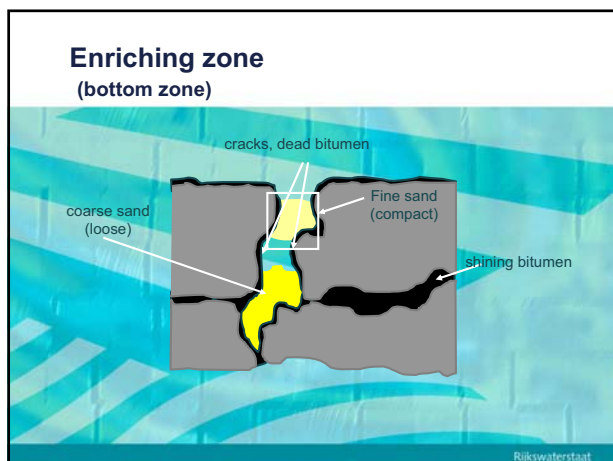 Enriching zone
(bottom zone)
cracks, dead bitumen
coarse sand
(loose)
Fine sand
(compact)
shining bitumen
Rijkswaterstaat